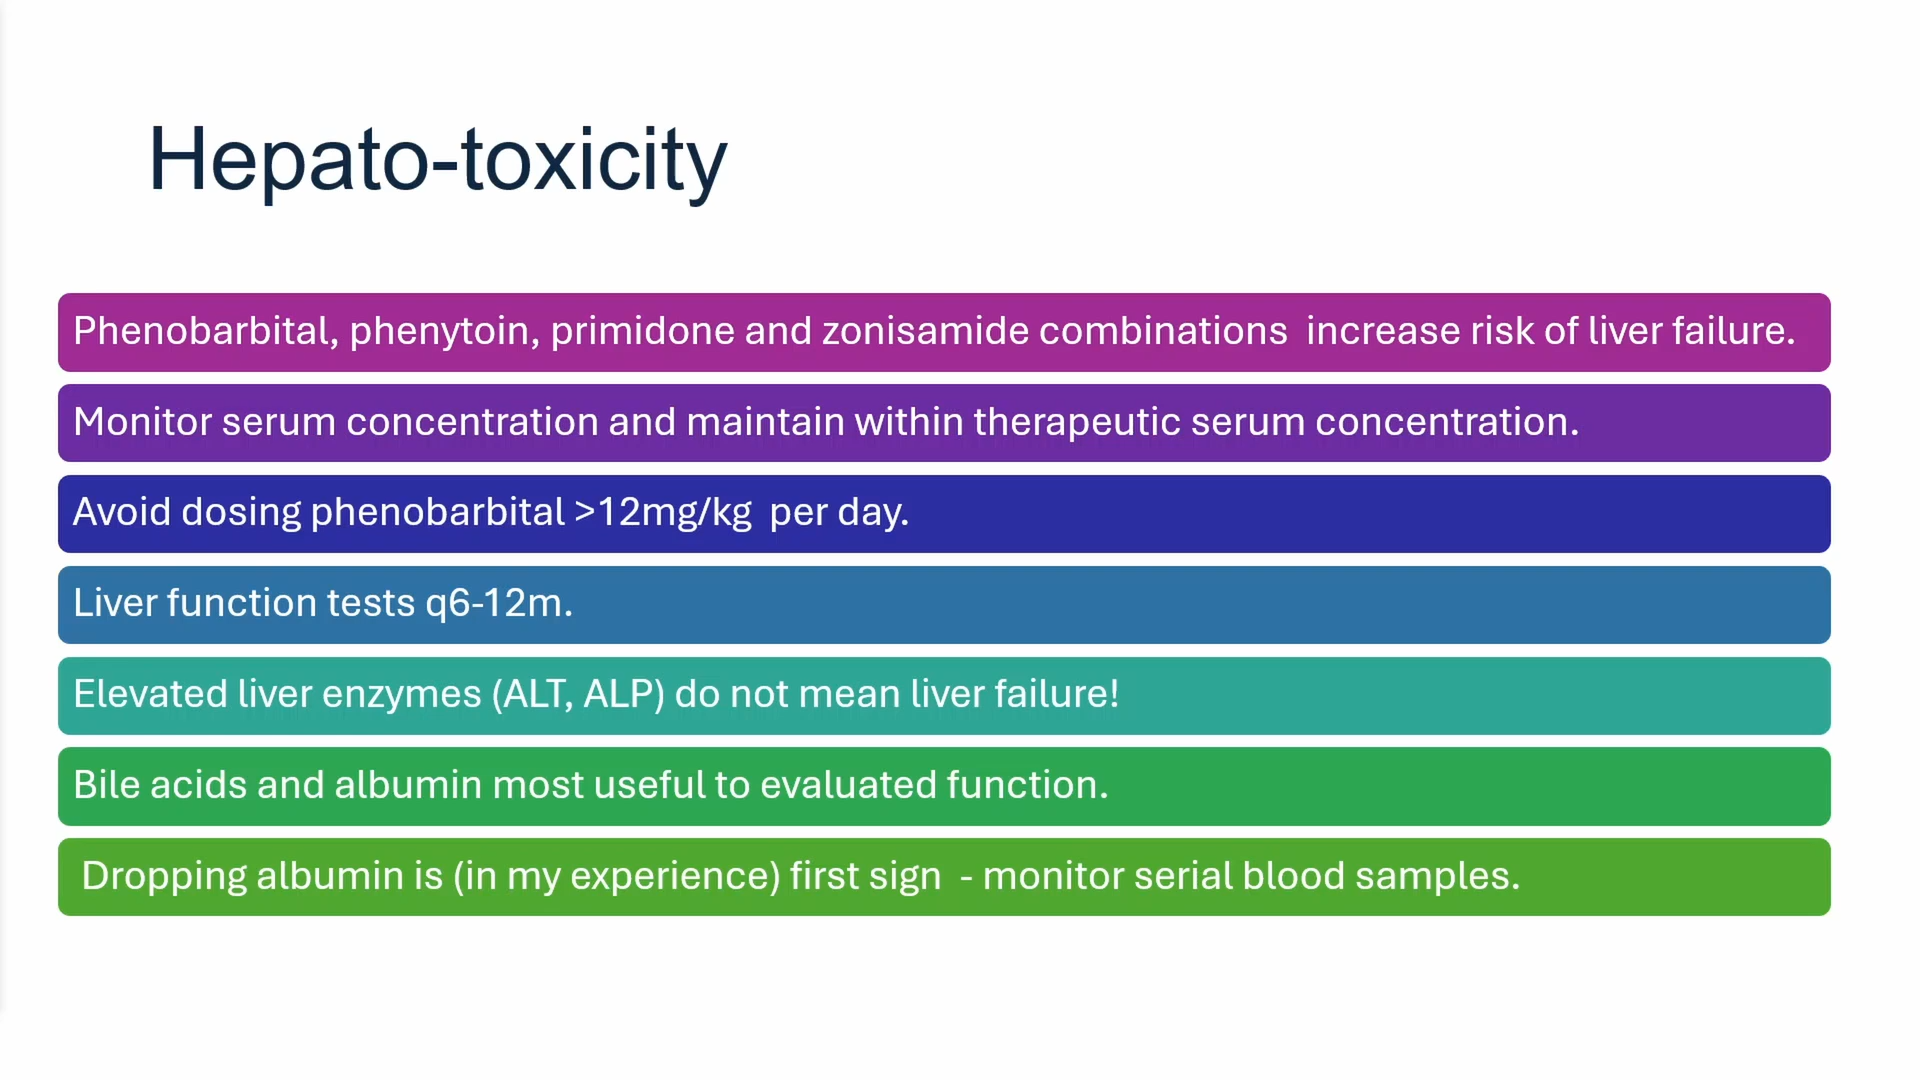 Hepato-toxicity
Phenobarbital, phenytoin, primidone and zonisamide combinations  increase risk of liver failure.
Monitor serum concentration and maintain within therapeutic serum concentration.
Avoid dosing phenobarbital >12mg/kg  per day.
Liver function tests q6-12m.
Elevated liver enzymes (ALT, ALP) do not mean liver failure!
Bile acids and albumin most useful to evaluated function.
Dropping albumin is (in my experience) first sign  - monitor serial blood samples.